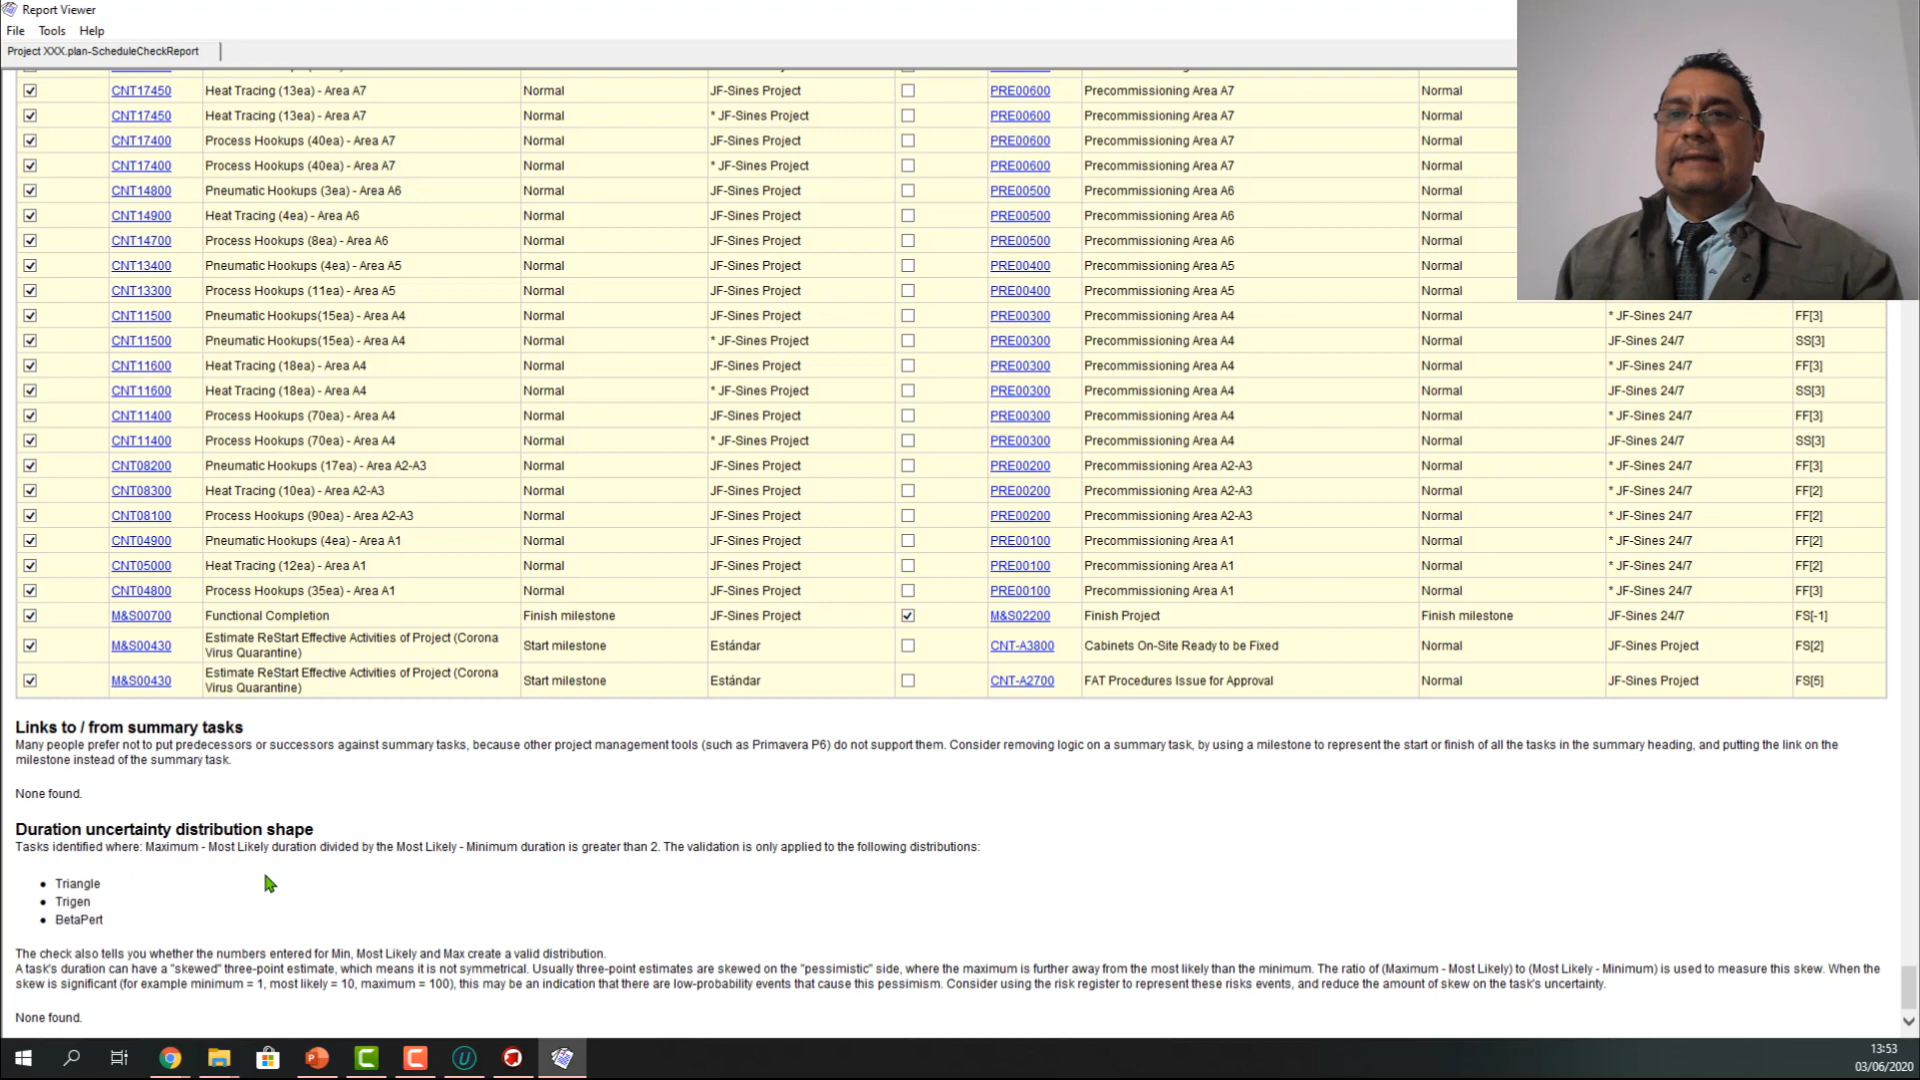 Report Viewer
File Tools Help
Project XXX.plan-ScheduleCheckReport
CNT17450 Heat Tracing (13ea) - Area A7 Normal JF-Sines Project PRE00600 Precommissioning Area A7 Normal
CNT17450 Heat Tracing (13ea) - Area A7 Normal * JF-Sines Project PRE00600 Precommissioning Area A7 Normal
CNT17400 Process Hookups (40ea) - Area A7 Normal JF-Sines Project PRE00600 Precommissioning Area A7 Normal
CNT17400 Process Hookups (40ea) - Area A7 Normal * JF-Sines Project PRE00600 Precommissioning Area A7 Normal
CNT14800 Pneumatic Hookups (3ea) - Area A6 Normal JF-Sines Project PRE00500 Precommissioning Area A6 Normal
CNT14900 Heat Tracing (4ea) - Area A6 Normal JF-Sines Project PRE00500 Precommissioning Area A6 Normal
CNT14700 Process Hookups (8ea) - Area A6 Normal JF-Sines Project PRE00500 Precommissioning Area A6 Normal
CNT13400 Pneumatic Hookups (4ea) - Area A5 Normal JF-Sines Project PRE00400 Precommissioning Area A5 Normal
CNT13300 Process Hookups (11ea) - Area A5 Normal JF-Sines Project PRE00400 Precommissioning Area A5 Normal
CNT11500 Pneumatic Hookups(15ea) - Area A4 Normal JF-Sines Project PRE00300 Precommissioning Area A4 Normal * JF-Sines 24/7 FF[3]
CNT11500 Pneumatic Hookups(15ea) - Area A4 Normal * JF-Sines Project PRE00300 Precommissioning Area A4 Normal JF-Sines 24/7 SS[3]
CNT11600 Heat Tracing (18ea) - Area A4 Normal JF-Sines Project PRE00300 Precommissioning Area A4 Normal * JF-Sines 24/7 FF[3]
CNT11600 Heat Tracing (18ea) - Area A4 Normal * JF-Sines Project PRE00300 Precommissioning Area A4 Normal JF-Sines 24/7 SS[3]
CNT11400 Process Hookups (70ea) - Area A4 Normal JF-Sines Project PRE00300 Precommissioning Area A4 Normal * JF-Sines 24/7 FF[3]
CNT11400 Process Hookups (70ea) - Area A4 Normal * JF-Sines Project PRE00300 Precommissioning Area A4 Normal JF-Sines 24/7 SS[3]
CNT08200 Pneumatic Hookups (17ea) - Area A2-A3 Normal JF-Sines Project PRE00200 Precommissioning Area A2-A3 Normal * JF-Sines 24/7 FF[3]
CNT08300 Heat Tracing (10ea) - Area A2-A3 Normal JF-Sines Project PRE00200 Precommissioning Area A2-A3 Normal * JF-Sines 24/7 FF[2]
CNT08100 Process Hookups (90ea) - Area A2-A3 Normal JF-Sines Project PRE00200 Precommissioning Area A2-A3 Normal * JF-Sines 24/7 FF[2]
CNT04900 Pneumatic Hookups (4ea) - Area A1 Normal JF-Sines Project PRE00100 Precommissioning Area A1 Normal * JF-Sines 24/7 FF[2]
CNT05000 Heat Tracing (12ea) - Area A1 Normal JF-Sines Project PRE00100 Precommissioning Area A1 Normal * JF-Sines 24/7 FF[2]
CNT04800 Process Hookups (35ea) - Area A1 Normal JF-Sines Project PRE00100 Precommissioning Area A1 Normal * JF-Sines 24/7 FF[3]
M&S00700 Functional Completion Finish milestone JF-Sines Project M&S02200 Finish Project Finish milestone JF-Sines 24/7 FS[-1]
Estimate ReStart Effective Activities of Project (Corona
M&S00430 Virus Quarantine) Start milestone Estándar CNT-A3800 Cabinets On-Site Ready to be Fixed Normal JF-Sines Project FS[2]
Estimate ReStart Effective Activities of Project (Corona
M&S00430 Virus Quarantine) Start milestone Estándar CNT-A2700 FAT Procedures Issue for Approval Normal JF-Sines Project FS[5]
Links to / from summary tasks
Many people prefer not to put predecessors or successors against summary tasks, because other project management tools (such as Primavera P6) do not support them. Consider removing logic on a summary task, by using a milestone to represent the start or finish of all the tasks in the summary heading, and putting the link on the
milestone instead of the summary task.
None found.
Duration uncertainty distribution shape
Tasks identified where: Maximum - Most Likely duration divided by the Most Likely - Minimum duration is greater than 2. The validation is only applied to the following distributions:
• Triangle
• Trigen
• BetaPert
The check also tells you whether the numbers entered for Min, Most Likely and Max create a valid distribution.
A task's duration can have a "skewed" three-point estimate, which means it is not symmetrical. Usually three-point estimates are skewed on the "pessimistic" side, where the maximum is further away from the most likely than the minimum. The ratio of (Maximum - Most Likely) to (Most Likely - Minimum) is used to measure this skew. When the
skew is significant (for example minimum = 1, most likely = 10, maximum = 100), this may be an indication that there are low-probability events that cause this pessimism. Consider using the risk register to represent these risks events, and reduce the amount of skew on the task's uncertainty.
None found.
13:53
03/06/2020